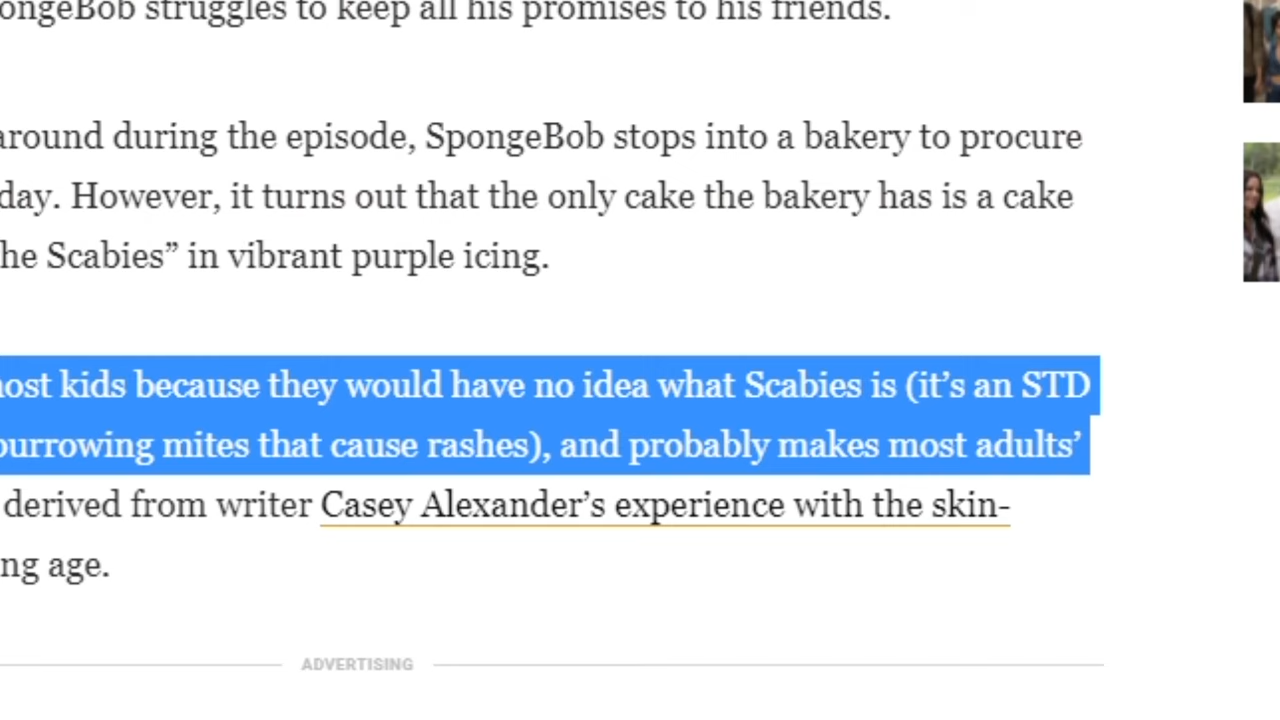 ongeBob struggles to keep all his promises to his friends.
around during the episode, SpongeBob stops into a bakery to procure
day. However, it turns out that the only cake the bakery has is a cake
he Scabies” in vibrant purple icing.
ost kids because they would have no idea what Scabies is (it’s an STD
burrowing mites that cause rashes), and probably makes most adults’
derived from writer Casey Alexander’s experience with the skin-
ng age.
ADVERTISING